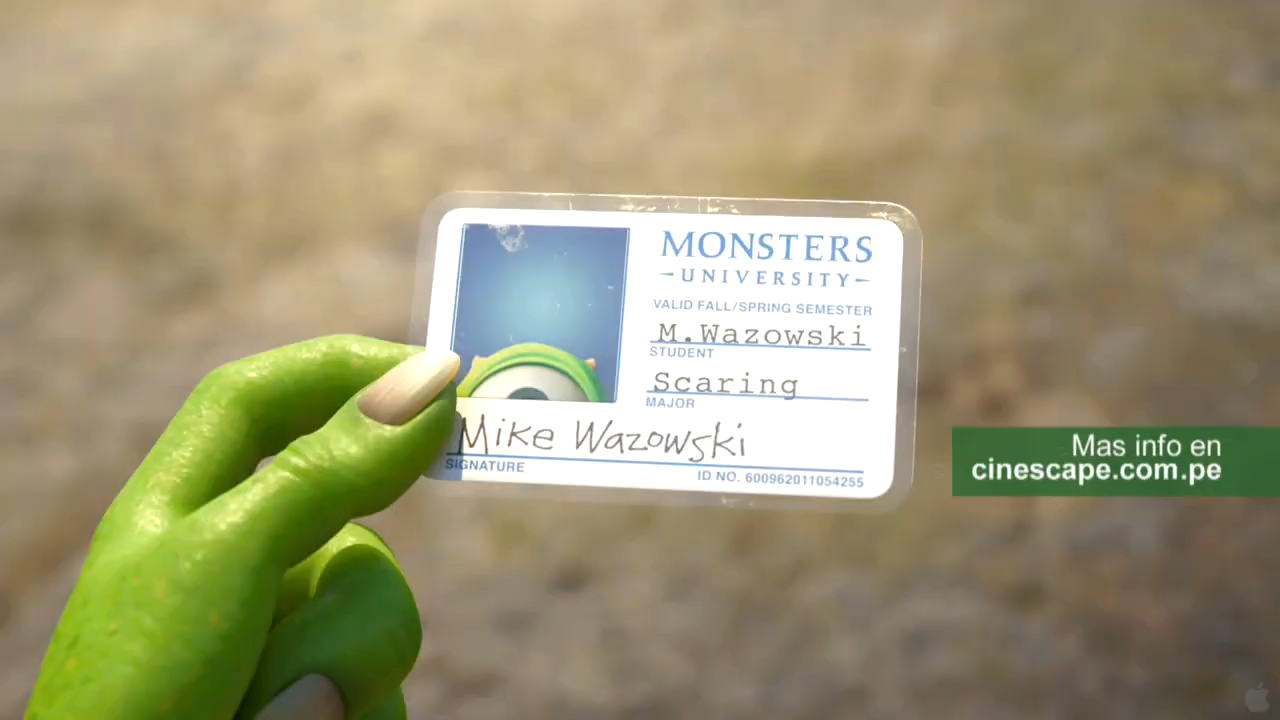 MONSTERS
UNIVERSITY
VALID FALL/SPRING SEMESTER
M.Wazowski
STUDENT
Scaring
MAJOR
Mike Wazowski
SIGNATURE
ID NO. 600962011054255
Mas info en
cinescape.com.pe